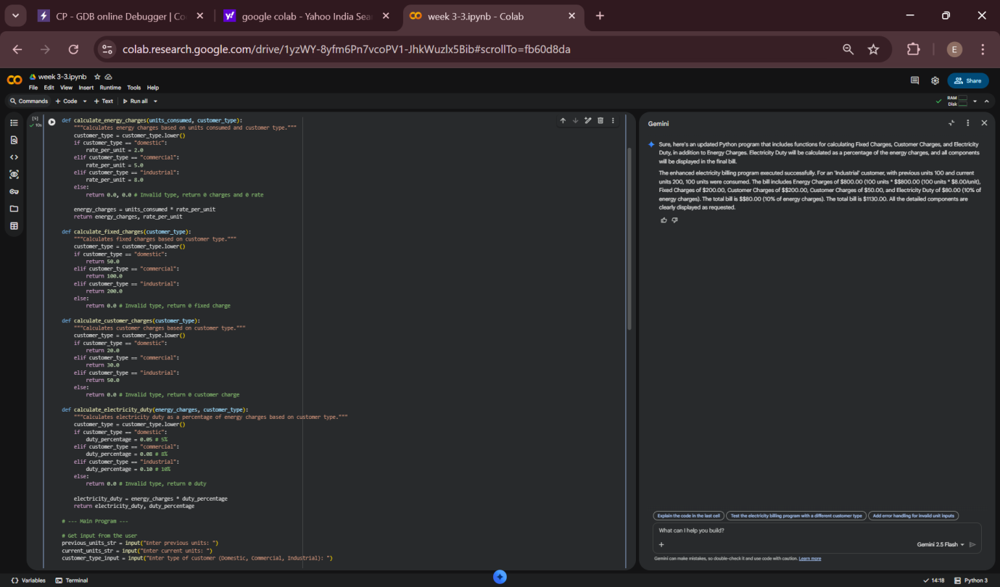 CP - GDB online Debugger | Co
google colab - Yahoo India Sea
week 3-3.ipynb - Colab
colab.research.google.com/drive/1yzWY-8yfm6Pn7vcoPV1-JhkWuzlx5Bib#scrollTo=fb60d8da
E
week 3-3.ipynb
File Edit View Insert Runtime Tools Help
Share
Commands + Code + Text Run all
RAM
Disk
[5]
10s
def calculate_energy_charges(units_consumed, customer_type):
"""Calculates energy charges based on units consumed and customer type."""
customer_type = customer_type.lower()
if customer_type == "domestic":
rate_per_unit = 2.0
elif customer_type == "commercial":
rate_per_unit = 5.0
elif customer_type == "industrial":
rate_per_unit = 8.0
else:
return 0.0, 0.0 # Invalid type, return 0 charges and 0 rate
energy_charges = units_consumed * rate_per_unit
return energy_charges, rate_per_unit
def calculate_fixed_charges(customer_type):
"""Calculates fixed charges based on customer type."""
customer_type = customer_type.lower()
if customer_type == "domestic":
return 50.0
elif customer_type == "commercial":
return 100.0
elif customer_type == "industrial":
return 200.0
else:
return 0.0 # Invalid type, return 0 fixed charge
def calculate_customer_charges(customer_type):
"""Calculates customer charges based on customer type."""
customer_type = customer_type.lower()
if customer_type == "domestic":
return 20.0
elif customer_type == "commercial":
return 30.0
elif customer_type == "industrial":
return 50.0
else:
return 0.0 # Invalid type, return 0 customer charge
def calculate_electricity_duty(energy_charges, customer_type):
"""Calculates electricity duty as a percentage of energy charges based on customer type."""
customer_type = customer_type.lower()
if customer_type == "domestic":
duty_percentage = 0.05 # 5%
elif customer_type == "commercial":
duty_percentage = 0.08 # 8%
elif customer_type == "industrial":
duty_percentage = 0.10 # 10%
else:
return 0.0 # Invalid type, return 0 duty
electricity_duty = energy_charges * duty_percentage
return electricity_duty, duty_percentage
# --- Main Program ---
# Get input from the user
previous_units_str = input("Enter previous units: ")
current_units_str = input("Enter current units: ")
customer_type_input = input("Enter type of customer (Domestic, Commercial, Industrial): ")
Gemini
Sure, here's an updated Python program that includes functions for calculating Fixed Charges, Customer Charges, and Electricity
Duty, in addition to Energy Charges. Electricity Duty will be calculated as a percentage of the energy charges, and all components
will be displayed in the final bill.
The enhanced electricity billing program executed successfully. For an 'Industrial' customer, with previous units 100 and current
units 200, 100 units were consumed. The bill includes Energy Charges of $800.00 (100 units * $$800.00 (100 units * $8.00/unit),
Fixed Charges of $200.00, Customer Charges of $$200.00, Customer Charges of $50.00, and Electricity Duty of $80.00 (10% of
energy charges). The total bill is $$80.00 (10% of energy charges). The total bill is $1130.00. All the detailed components are
clearly displayed as requested.
Explain the code in the last cell
Test the electricity billing program with a different customer type
Add error handling for invalid unit inputs
What can I help you build?
Gemini 2.5 Flash
Gemini can make mistakes, so double-check it and use code with caution. Learn more
Variables Terminal
14:18 Python 3